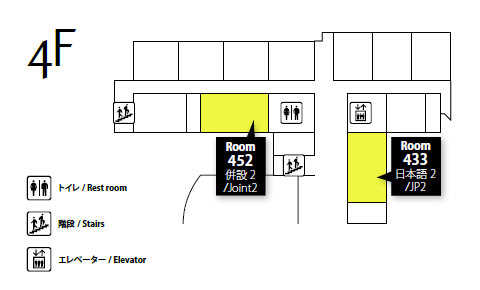 4F
Room
452
併設 2
/Joint2
Room
433
日本語 2
/JP2
トイレ / Rest room
階段 / Stairs
エレベーター / Elevator